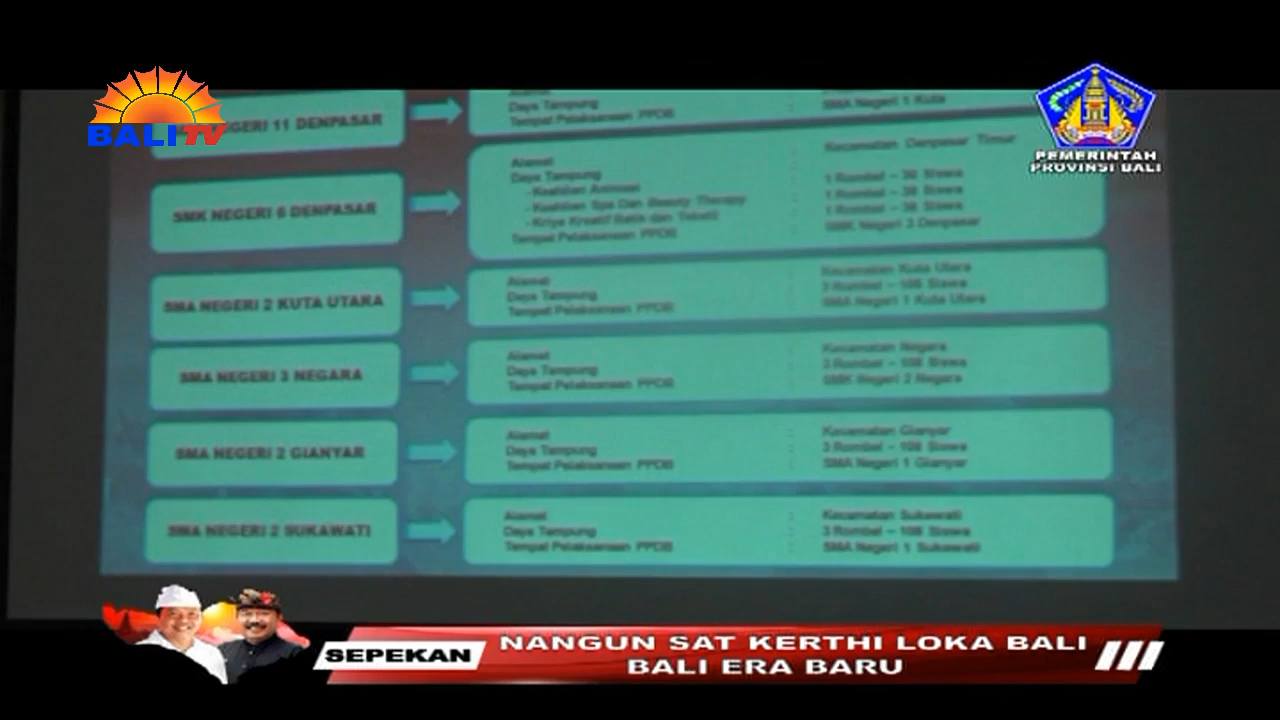 BALI TV
PEMERINTAH
PROVINSI BALI
NEGERI 11 DENPASAR
Daya Tampung
Tempat Pelaksanaan PPDB
SMA Negeri 1 Kuta
SMK NEGERI 6 DENPASAR
Alamat : Kecamatan Denpasar Timur
Daya Tampung
- Keahlian Animasi : 1 Rombel – 36 Siswa
- Keahlian Spa Dan Beauty Therapy : 1 Rombel – 36 Siswa
- Kriya Kreatif Batik dan Tekstil : 1 Rombel – 36 Siswa
Tempat Pelaksanaan PPDB : SMK Negeri 3 Denpasar
SMA NEGERI 2 KUTA UTARA
Alamat : Kecamatan Kuta Utara
Daya Tampung : 3 Rombel – 108 Siswa
Tempat Pelaksanaan PPDB : SMA Negeri 1 Kuta Utara
SMA NEGERI 3 NEGARA
Alamat : Kecamatan Negara
Daya Tampung : 3 Rombel – 108 Siswa
Tempat Pelaksanaan PPDB : SMK Negeri 2 Negara
SMA NEGERI 2 GIANYAR
Alamat : Kecamatan Gianyar
Daya Tampung : 3 Rombel – 108 Siswa
Tempat Pelaksanaan PPDB : SMA Negeri 1 Gianyar
SMA NEGERI 2 SUKAWATI
Alamat : Kecamatan Sukawati
Daya Tampung : 3 Rombel – 108 Siswa
Tempat Pelaksanaan PPDB : SMA Negeri 1 Sukawati
SEPEKAN
NANGUN SAT KERTHI LOKA BALI
BALI ERA BARU